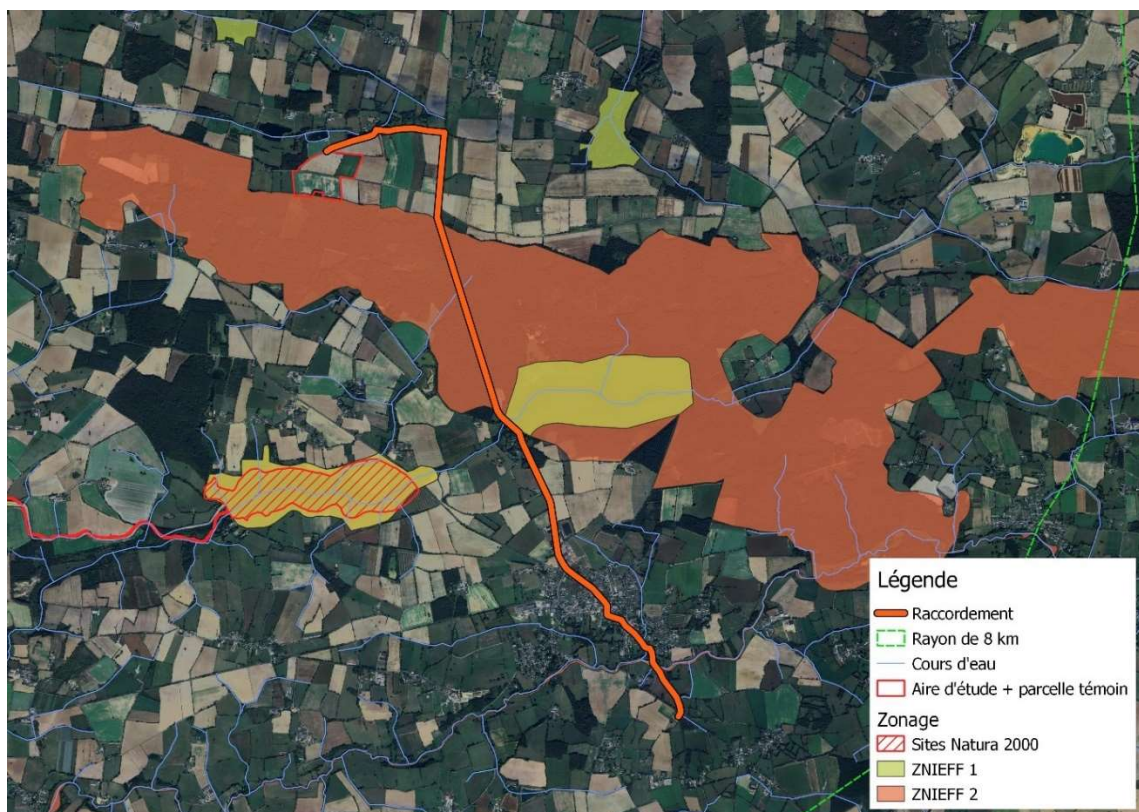 Légende
Raccordement
Rayon de 8 km
Cours d'eau
Aire d'étude + parcelle témoin
Zonage
Sites Natura 2000
ZNIEFF 1
ZNIEFF 2